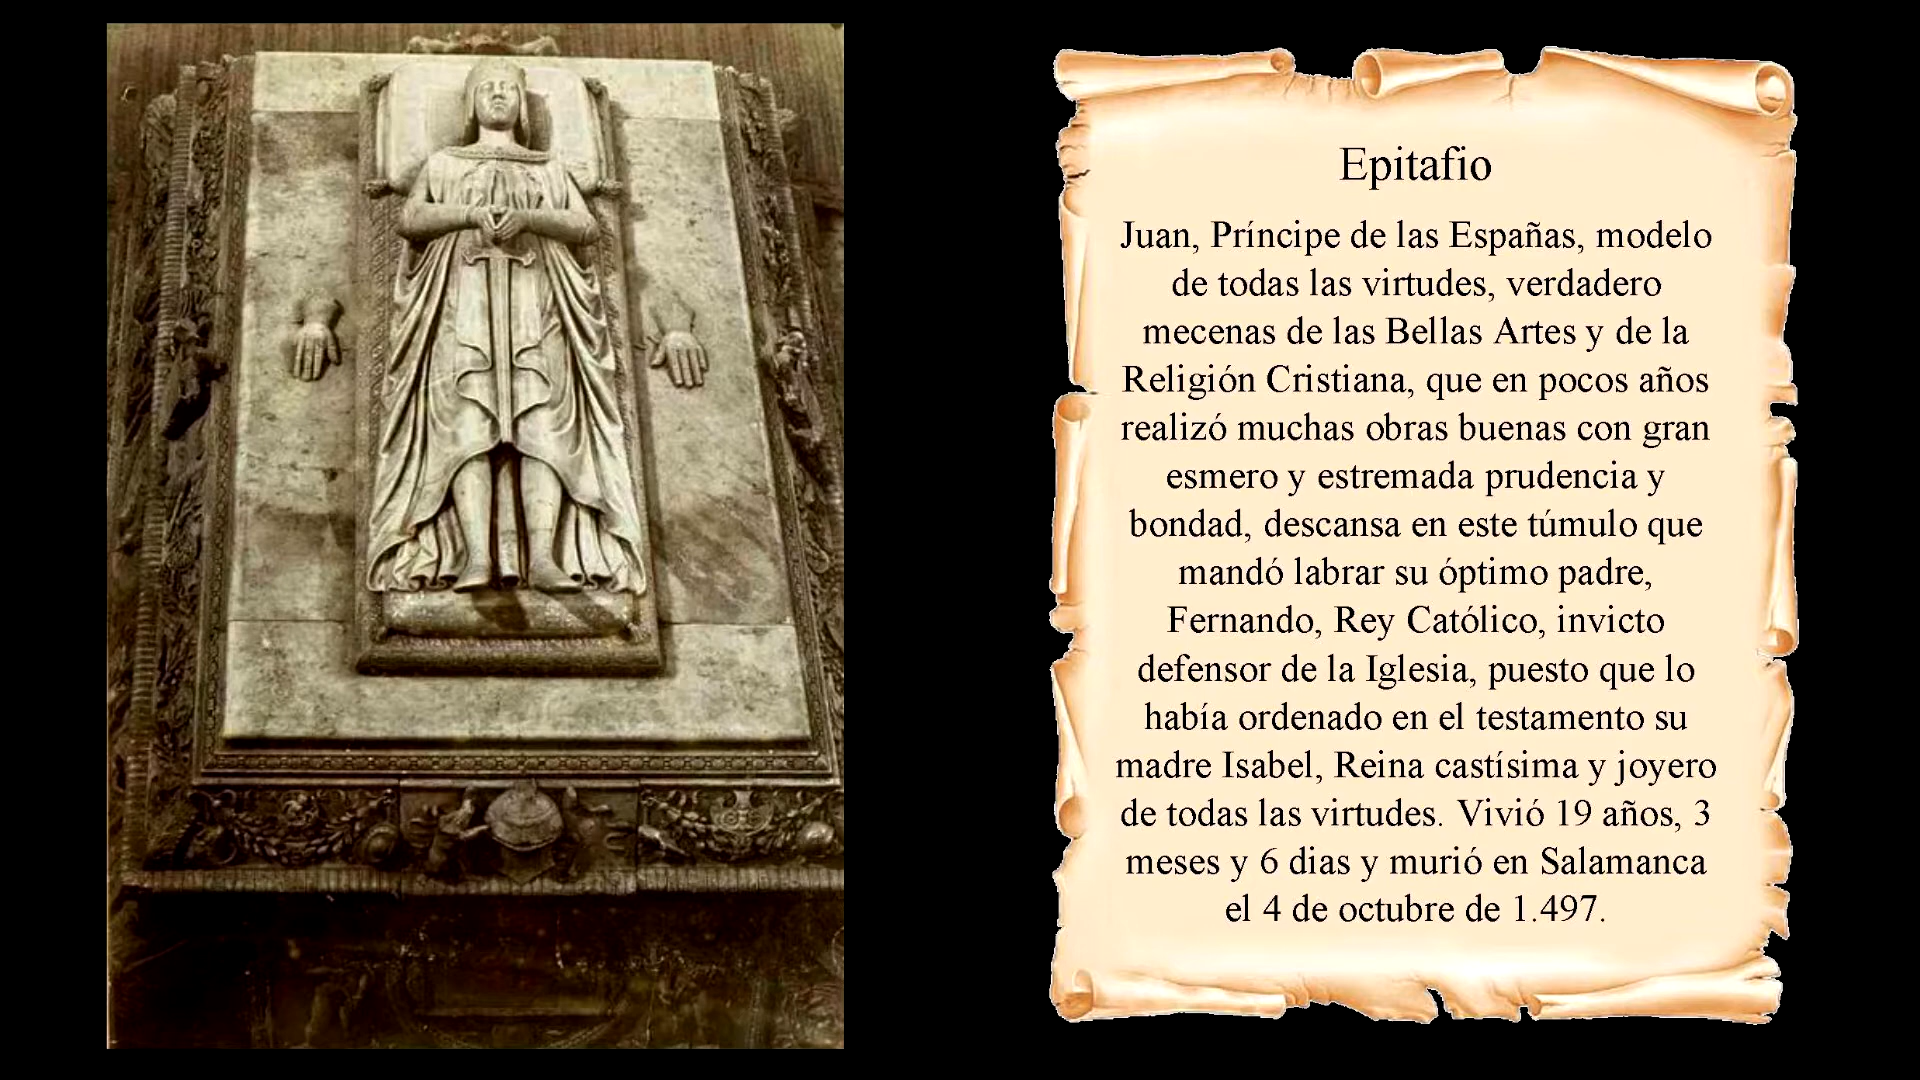 Epitafio
Juan, Príncipe de las Españas, modelo
de todas las virtudes, verdadero
mecenas de las Bellas Artes y de la
Religión Cristiana, que en pocos años
realizó muchas obras buenas con gran
esmero y estremada prudencia y
bondad, descansa en este túmulo que
mandó labrar su óptimo padre,
Fernando, Rey Católico, invicto
defensor de la Iglesia, puesto que lo
había ordenado en el testamento su
madre Isabel, Reina castísima y joyero
de todas las virtudes. Vivió 19 años, 3
meses y 6 dias y murió en Salamanca
el 4 de octubre de 1.497.